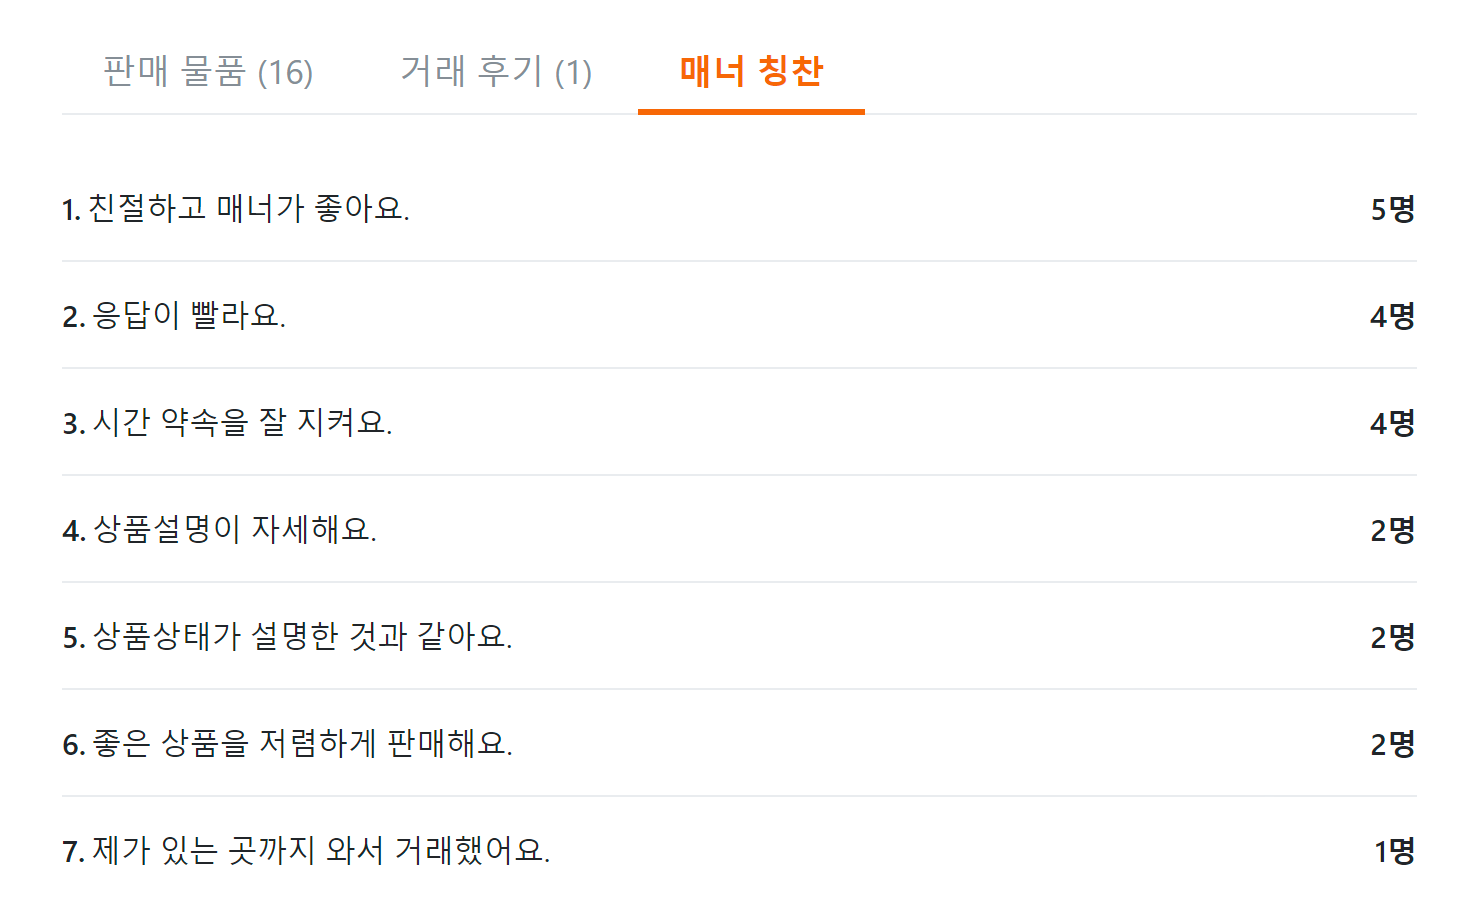 판매 물품 (16) 거래 후기 (1) 매너 칭찬
1. 친절하고 매너가 좋아요. 5명
2. 응답이 빨라요. 4명
3. 시간 약속을 잘 지켜요. 4명
4. 상품설명이 자세해요. 2명
5. 상품상태가 설명한 것과 같아요. 2명
6. 좋은 상품을 저렴하게 판매해요. 2명
7. 제가 있는 곳까지 와서 거래했어요. 1명